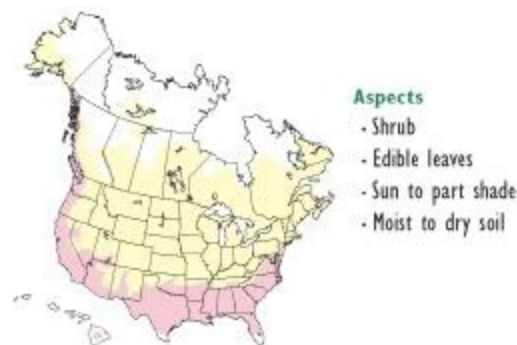 Aspects
- Shrub
- Edible leaves
- Sun to part shade
- Moist to dry soil